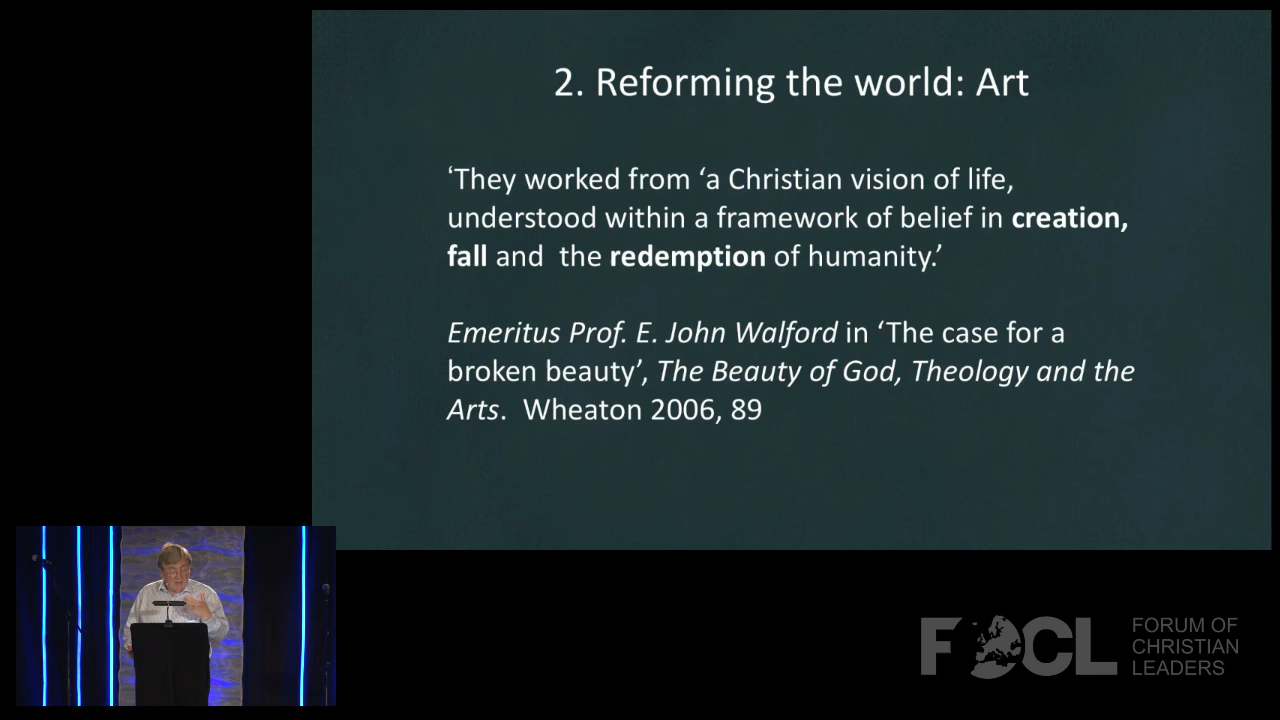 2. Reforming the world: Art
‘They worked from ‘a Christian vision of life,
understood within a framework of belief in creation,
fall and  the redemption of humanity.’
Emeritus Prof. E. John Walford in ‘The case for a
broken beauty’, The Beauty of God, Theology and the
Arts.  Wheaton 2006, 89
FOCL
FORUM OF
CHRISTIAN
LEADERS